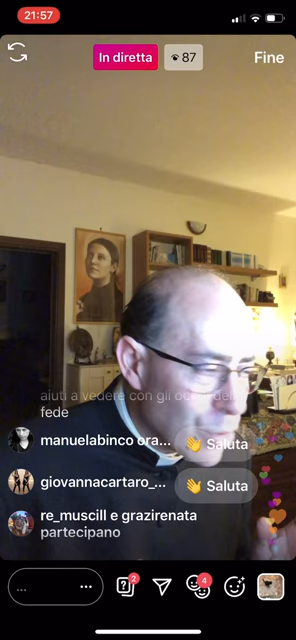 21:57
In diretta
87
Fine
aiuti a vedere con gli occhi della
fede
manuelabinco ora...
👋 Saluta
giovannacartaro_...
👋 Saluta
re_muscill e grazirenata
partecipano
...
2
4